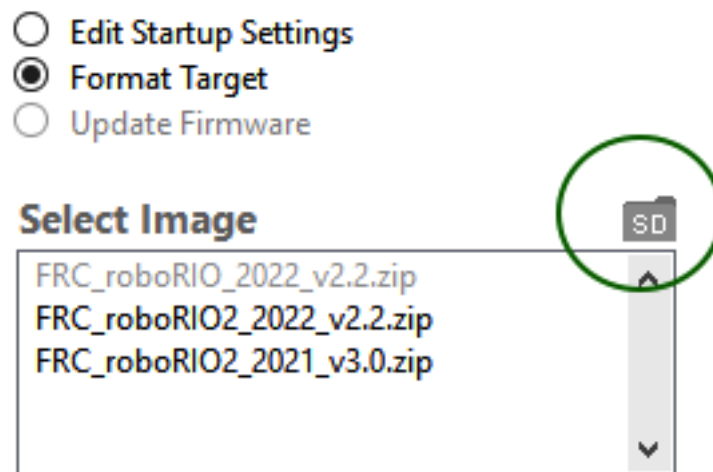 Edit Startup Settings
Format Target
Update Firmware
Select Image
SD
FRC_roboRIO_2022_v2.2.zip
FRC_roboRIO2_2022_v2.2.zip
FRC_roboRIO2_2021_v3.0.zip